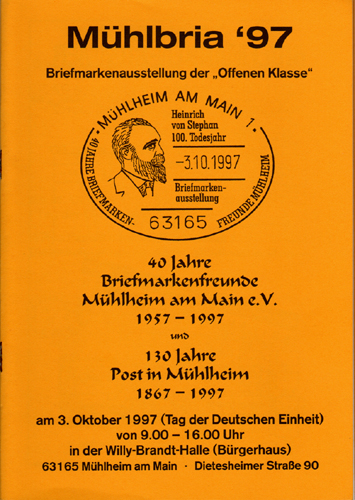 Mühlbria '97
Briefmarkenausstellung der „Offenen Klasse“
MÜHLHEIM AM MAIN 1
Heinrich
von Stephan
100. Todesjahr
–3.10.1997
Briefmarken-
ausstellung
63165
· 40 JAHRE BRIEFMARKEN-
FREUNDE MÜHLHEIM ·
40 Jahre
Briefmarkenfreunde
Mühlheim am Main e.V.
1957 – 1997
und
130 Jahre
Post in Mühlheim
1867 – 1997
am 3. Oktober 1997 (Tag der Deutschen Einheit)
von 9.00 – 16.00 Uhr
in der Willy-Brandt-Halle (Bürgerhaus)
63165 Mühlheim am Main · Dietesheimer Straße 90